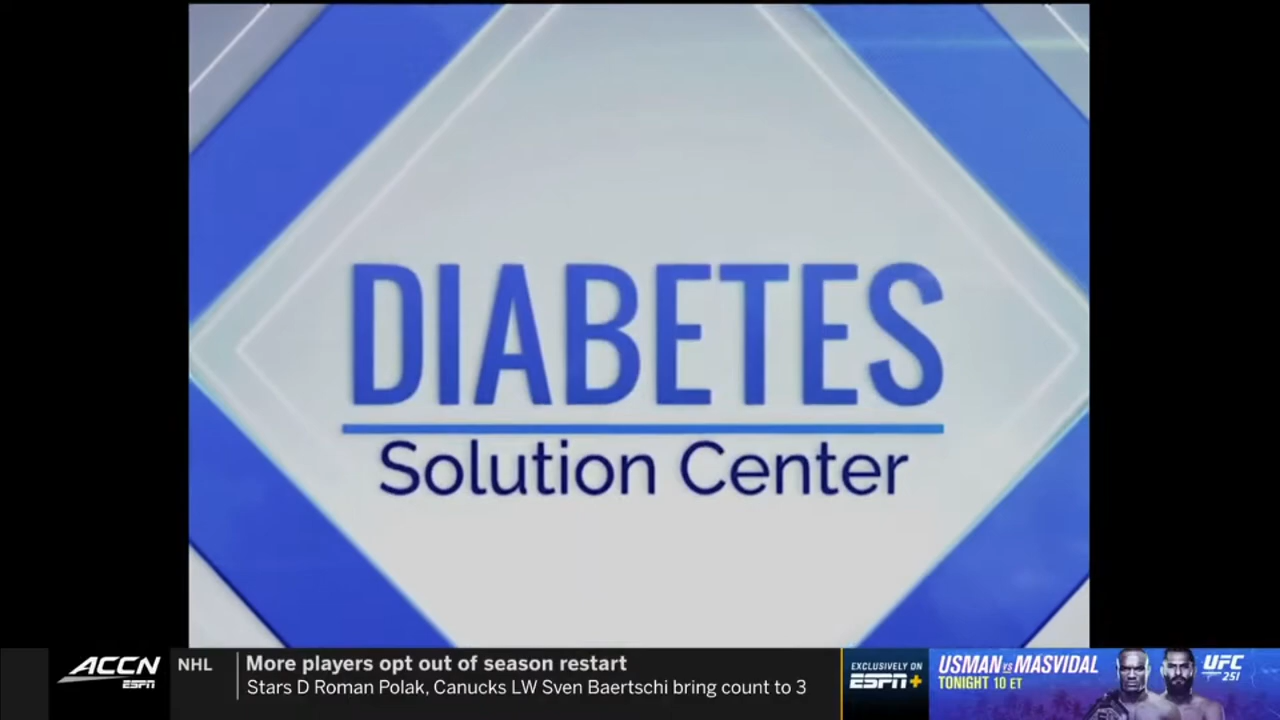 DIABETES
Solution Center
ACCN
ESPN
NHL
More players opt out of season restart
Stars D Roman Polak, Canucks LW Sven Baertschi bring count to 3
EXCLUSIVELY ON
ESPN+
USMAN VS MASVIDAL
TONIGHT 10 ET
UFC
251